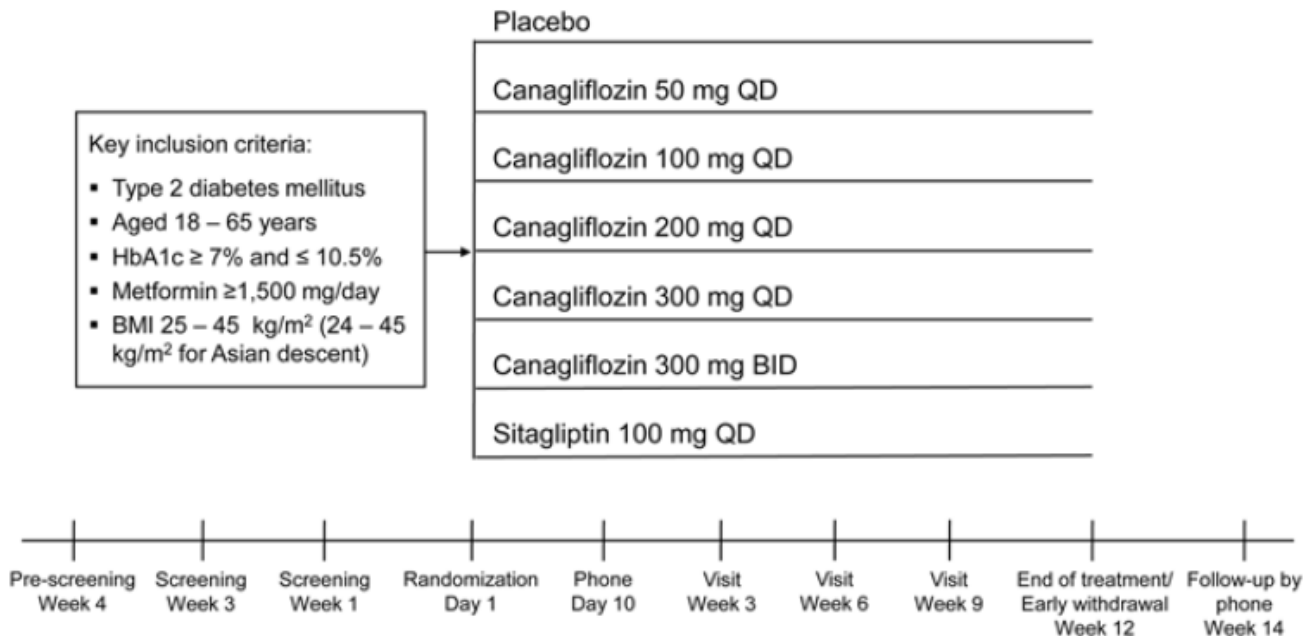 Placebo
Canagliflozin 50 mg QD
Canagliflozin 100 mg QD
Canagliflozin 200 mg QD
Canagliflozin 300 mg QD
Canagliflozin 300 mg BID
Sitagliptin 100 mg QD
Key inclusion criteria:
▪ Type 2 diabetes mellitus
▪ Aged 18 – 65 years
▪ HbA1c ≥ 7% and ≤ 10.5%
▪ Metformin ≥1,500 mg/day
▪ BMI 25 – 45 kg/m² (24 – 45
kg/m² for Asian descent)
Pre-screening
Week 4
Screening
Week 3
Screening
Week 1
Randomization
Day 1
Phone
Day 10
Visit
Week 3
Visit
Week 6
Visit
Week 9
End of treatment/
Early withdrawal
Week 12
Follow-up by
phone
Week 14